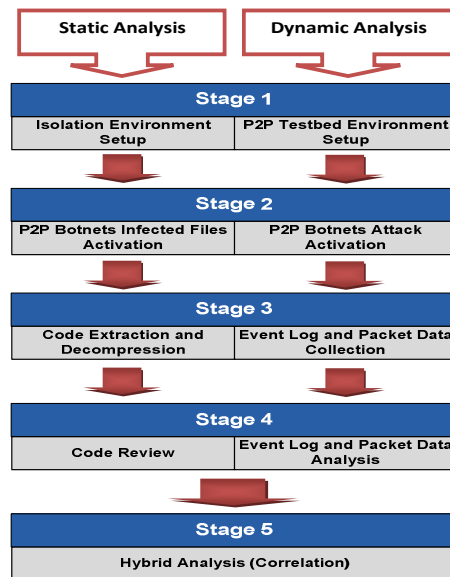 Static Analysis
Dynamic Analysis
Stage 1
Isolation Environment
Setup
P2P Testbed Environment
Setup
Stage 2
P2P Botnets Infected Files
Activation
P2P Botnets Attack
Activation
Stage 3
Code Extraction and
Decompression
Event Log and Packet Data
Collection
Stage 4
Code Review
Event Log and Packet Data
Analysis
Stage 5
Hybrid Analysis (Correlation)